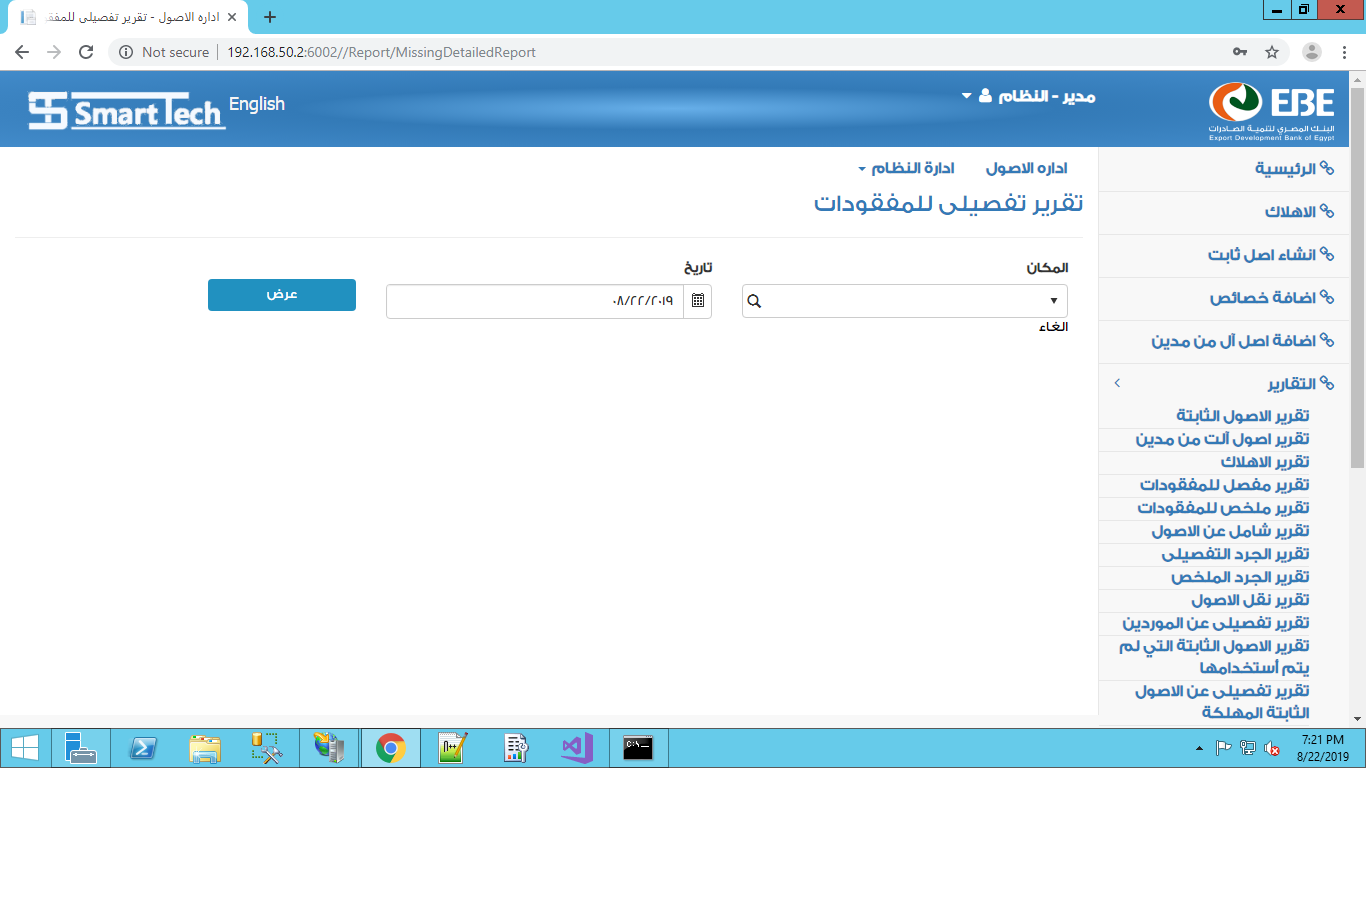 اداره الاصول - تقرير تفصيلى للمفق
Not secure
192.168.50.2:6002//Report/MissingDetailedReport
SmartTech
English
مدير - النظام
EBE
البنك المصري لتنمية الصادرات
Export Development Bank of Egypt
الرئيسية
الاهلاك
انشاء اصل ثابت
اضافة خصائص
اضافة اصل آل من مدين
التقارير
تقرير الاصول الثابتة
تقرير اصول آلت من مدين
تقرير الاهلاك
تقرير مفصل للمفقودات
تقرير ملخص للمفقودات
تقرير شامل عن الاصول
تقرير الجرد التفصيلى
تقرير الجرد الملخص
تقرير نقل الاصول
تقرير تفصيلى عن الموردين
تقرير الاصول الثابتة التي لم
يتم أستخدامها
تقرير تفصيلى عن الاصول
الثابتة المهلكة
اداره الاصول
ادارة النظام
تقرير تفصيلى للمفقودات
المكان
الغاء
تاريخ
٠٨/٢٢/٢٠١٩
عرض
7:21 PM
8/22/2019